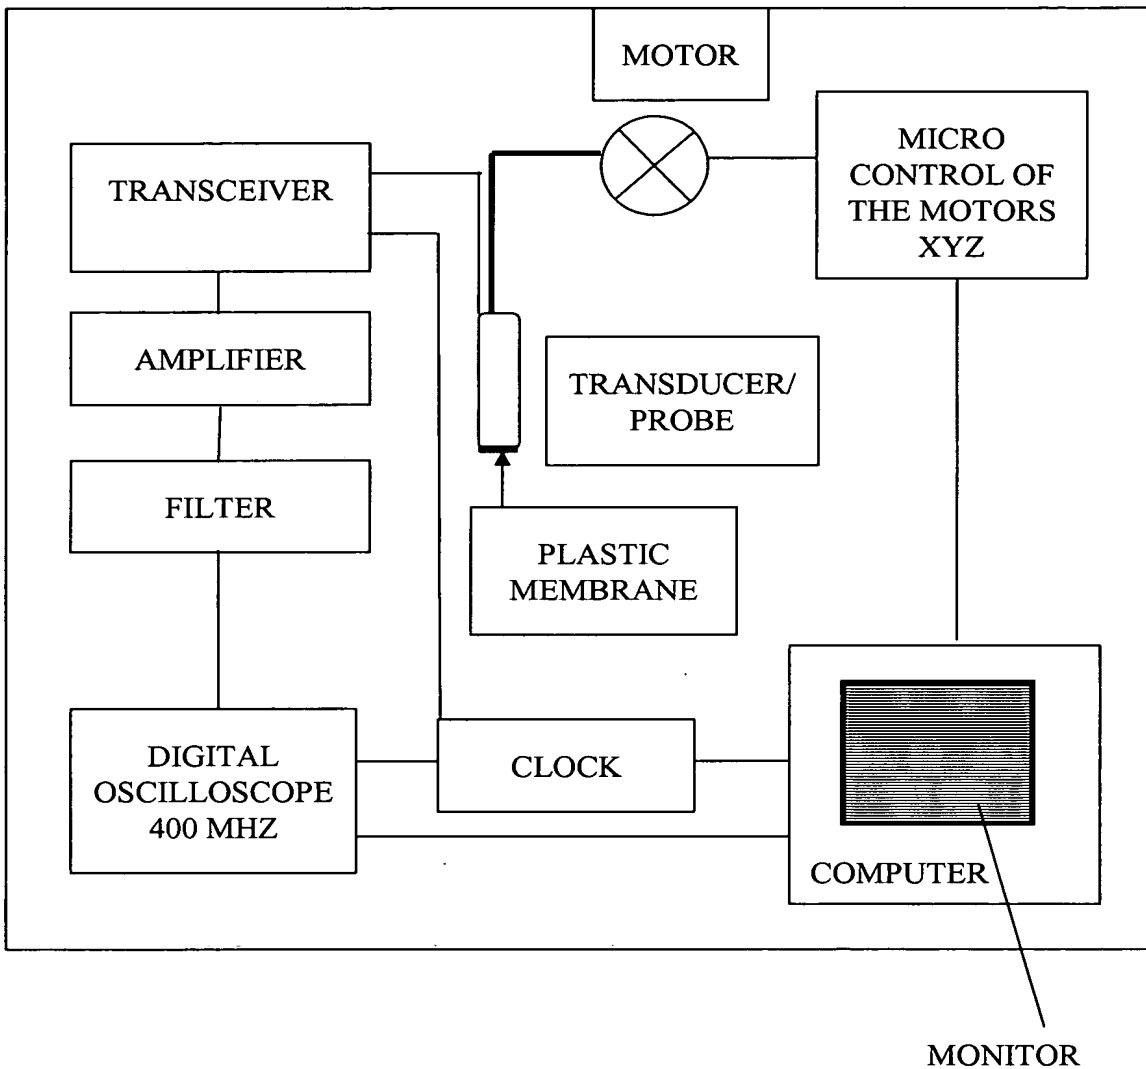 MOTOR
MICRO
CONTROL OF
THE MOTORS
XYZ
TRANSCEIVER
AMPLIFIER
TRANSDUCER/
PROBE
FILTER
PLASTIC
MEMBRANE
DIGITAL
OSCILLOSCOPE
400 MHZ
CLOCK
COMPUTER
MONITOR